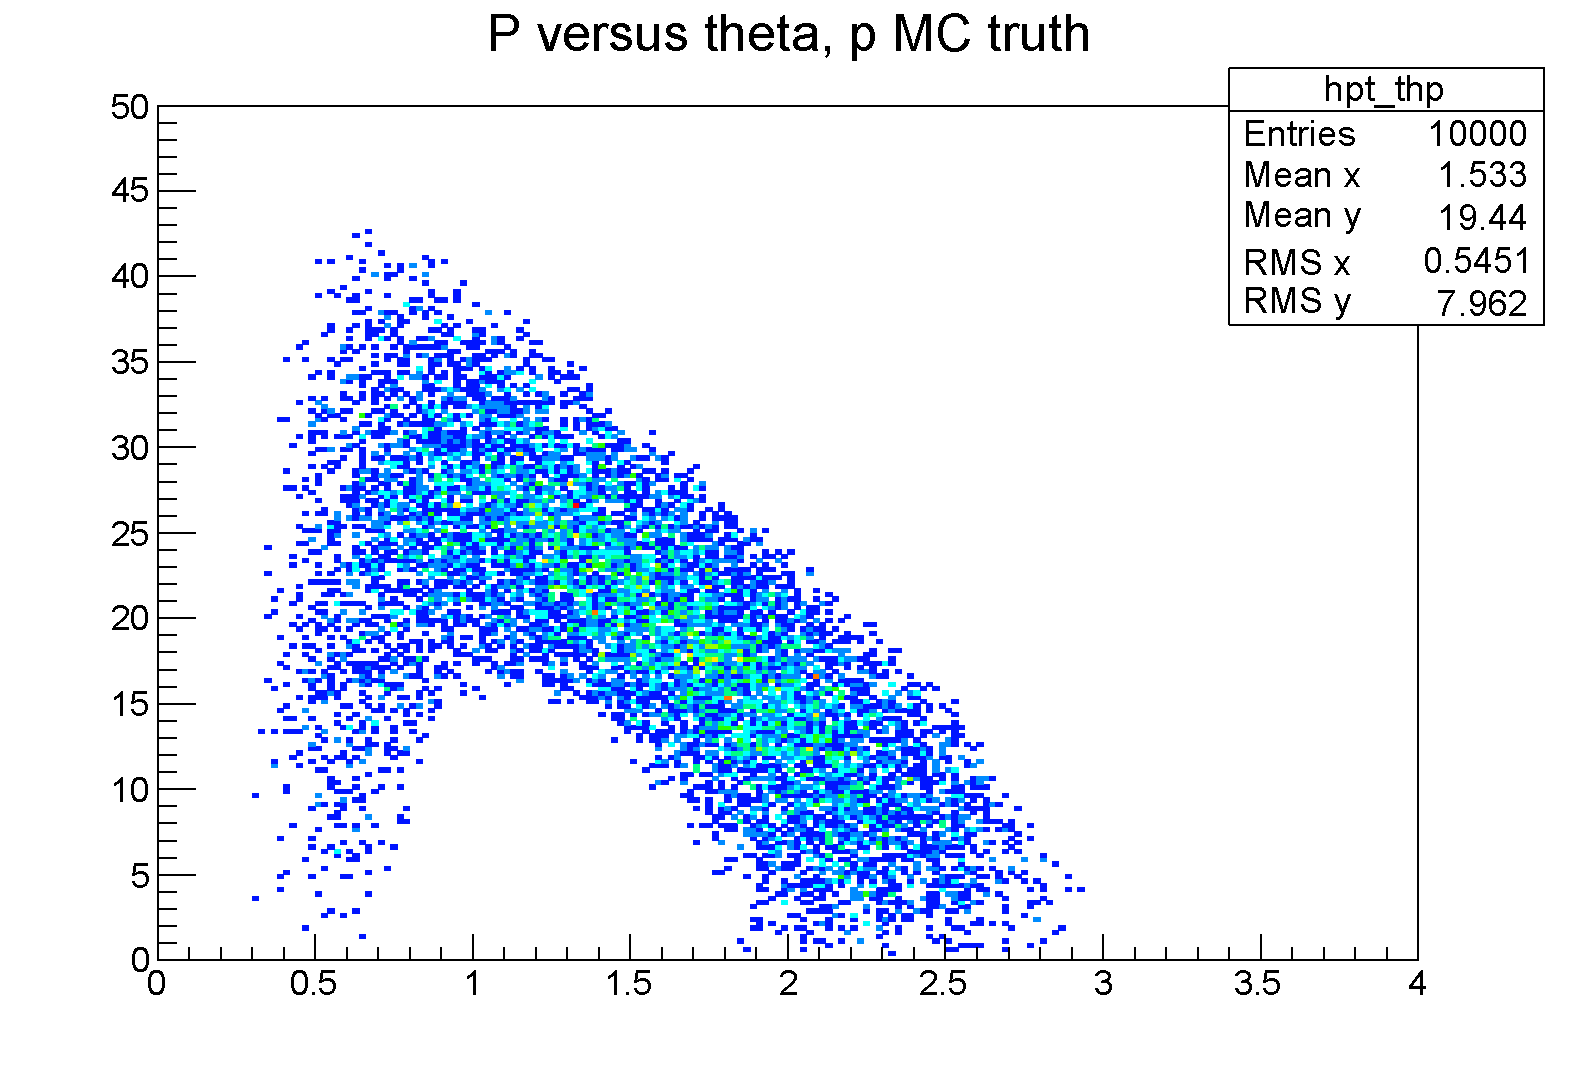 P versus theta, p MC truth
hpt_thp
Entries 10000
Mean x 1.533
Mean y 19.44
RMS x 0.5451
RMS y 7.962
50
45
40
35
30
25
20
15
10
5
0
0 0.5 1 1.5 2 2.5 3 3.5 4